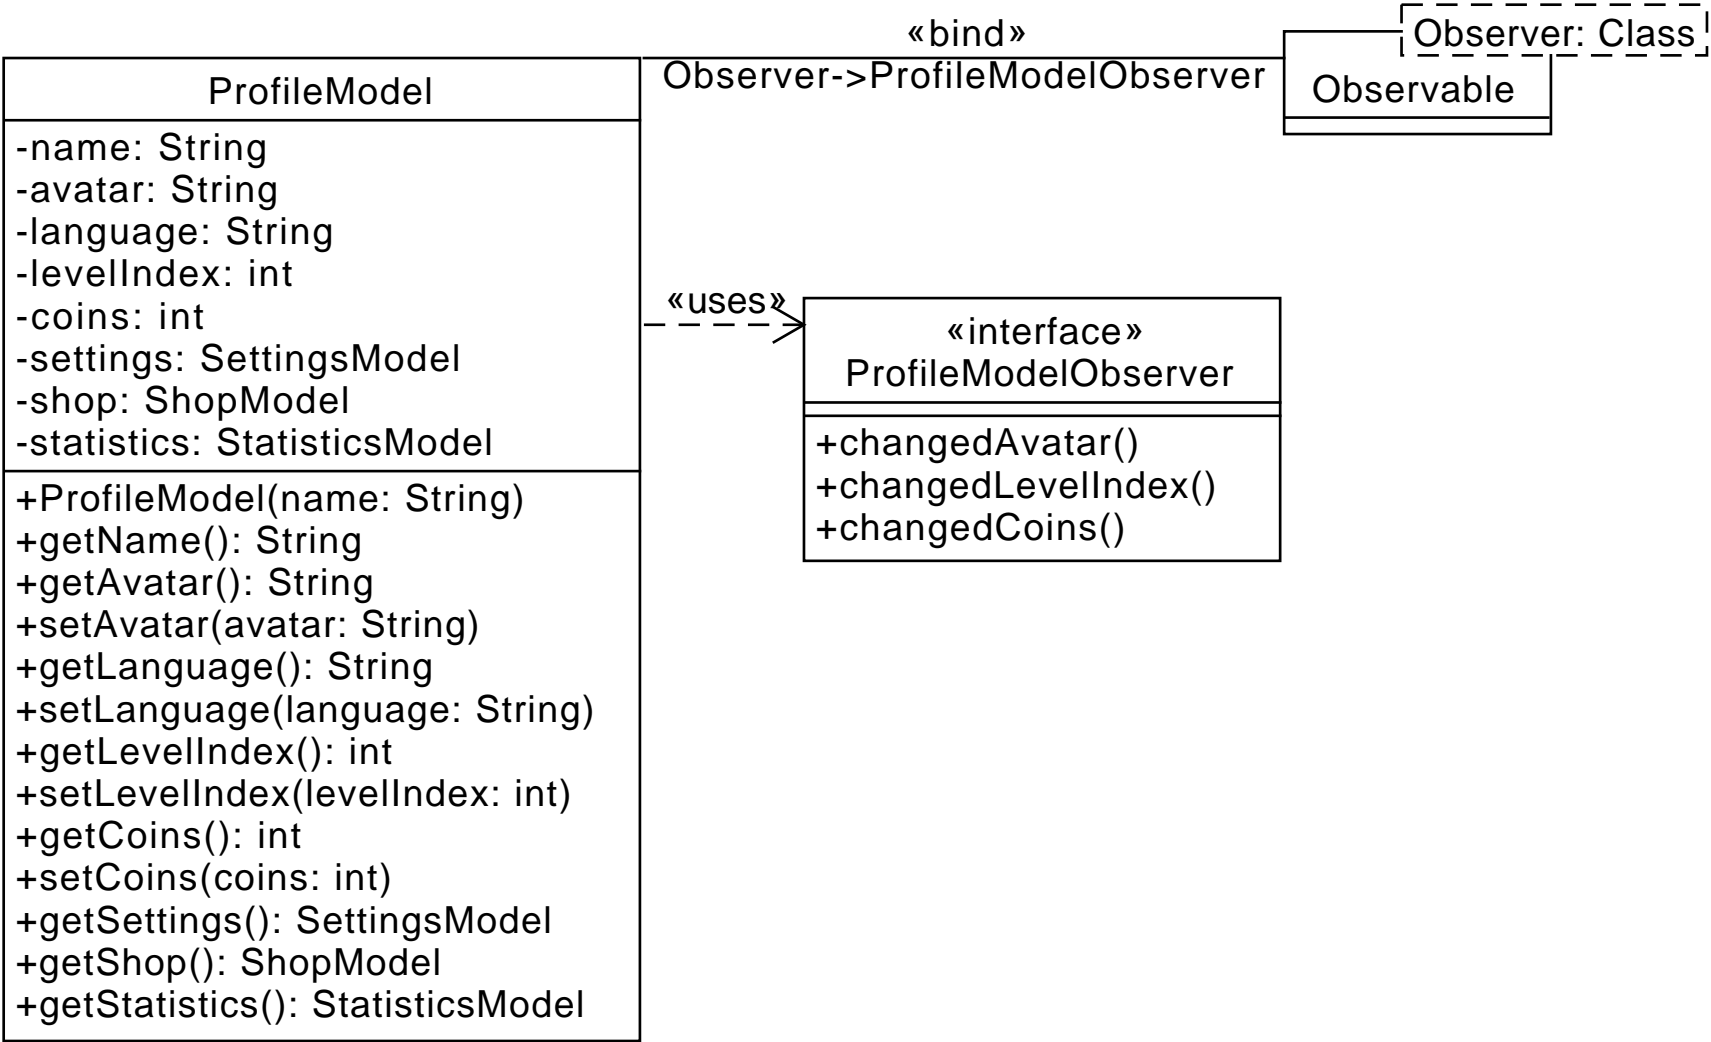 «bind»
Observer: Class
Observer->ProfileModelObserver
Observable
ProfileModel
-name: String
-avatar: String
-language: String
-levelIndex: int
-coins: int
-settings: SettingsModel
-shop: ShopModel
-statistics: StatisticsModel
+ProfileModel(name: String)
+getName(): String
+getAvatar(): String
+setAvatar(avatar: String)
+getLanguage(): String
+setLanguage(language: String)
+getLevelIndex(): int
+setLevelIndex(levelIndex: int)
+getCoins(): int
+setCoins(coins: int)
+getSettings(): SettingsModel
+getShop(): ShopModel
+getStatistics(): StatisticsModel
«uses»
«interface»
ProfileModelObserver
+changedAvatar()
+changedLevelIndex()
+changedCoins()